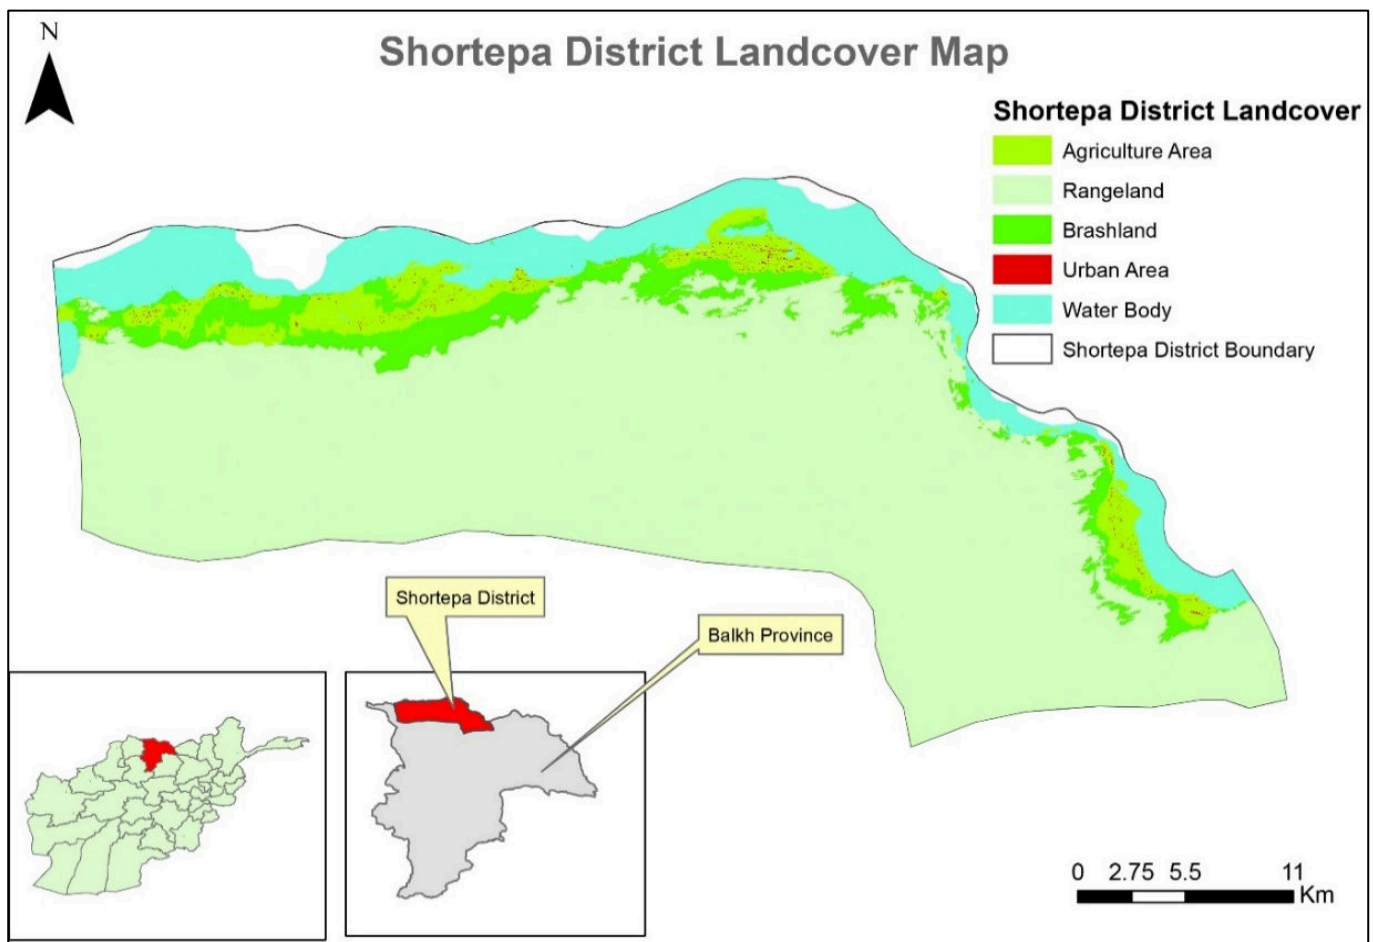 N
Shortepa District Landcover Map
Shortepa District Landcover
Agriculture Area
Rangeland
Brashland
Urban Area
Water Body
Shortepa District Boundary
Shortepa District
Balkh Province
0 2.75 5.5 11
Km